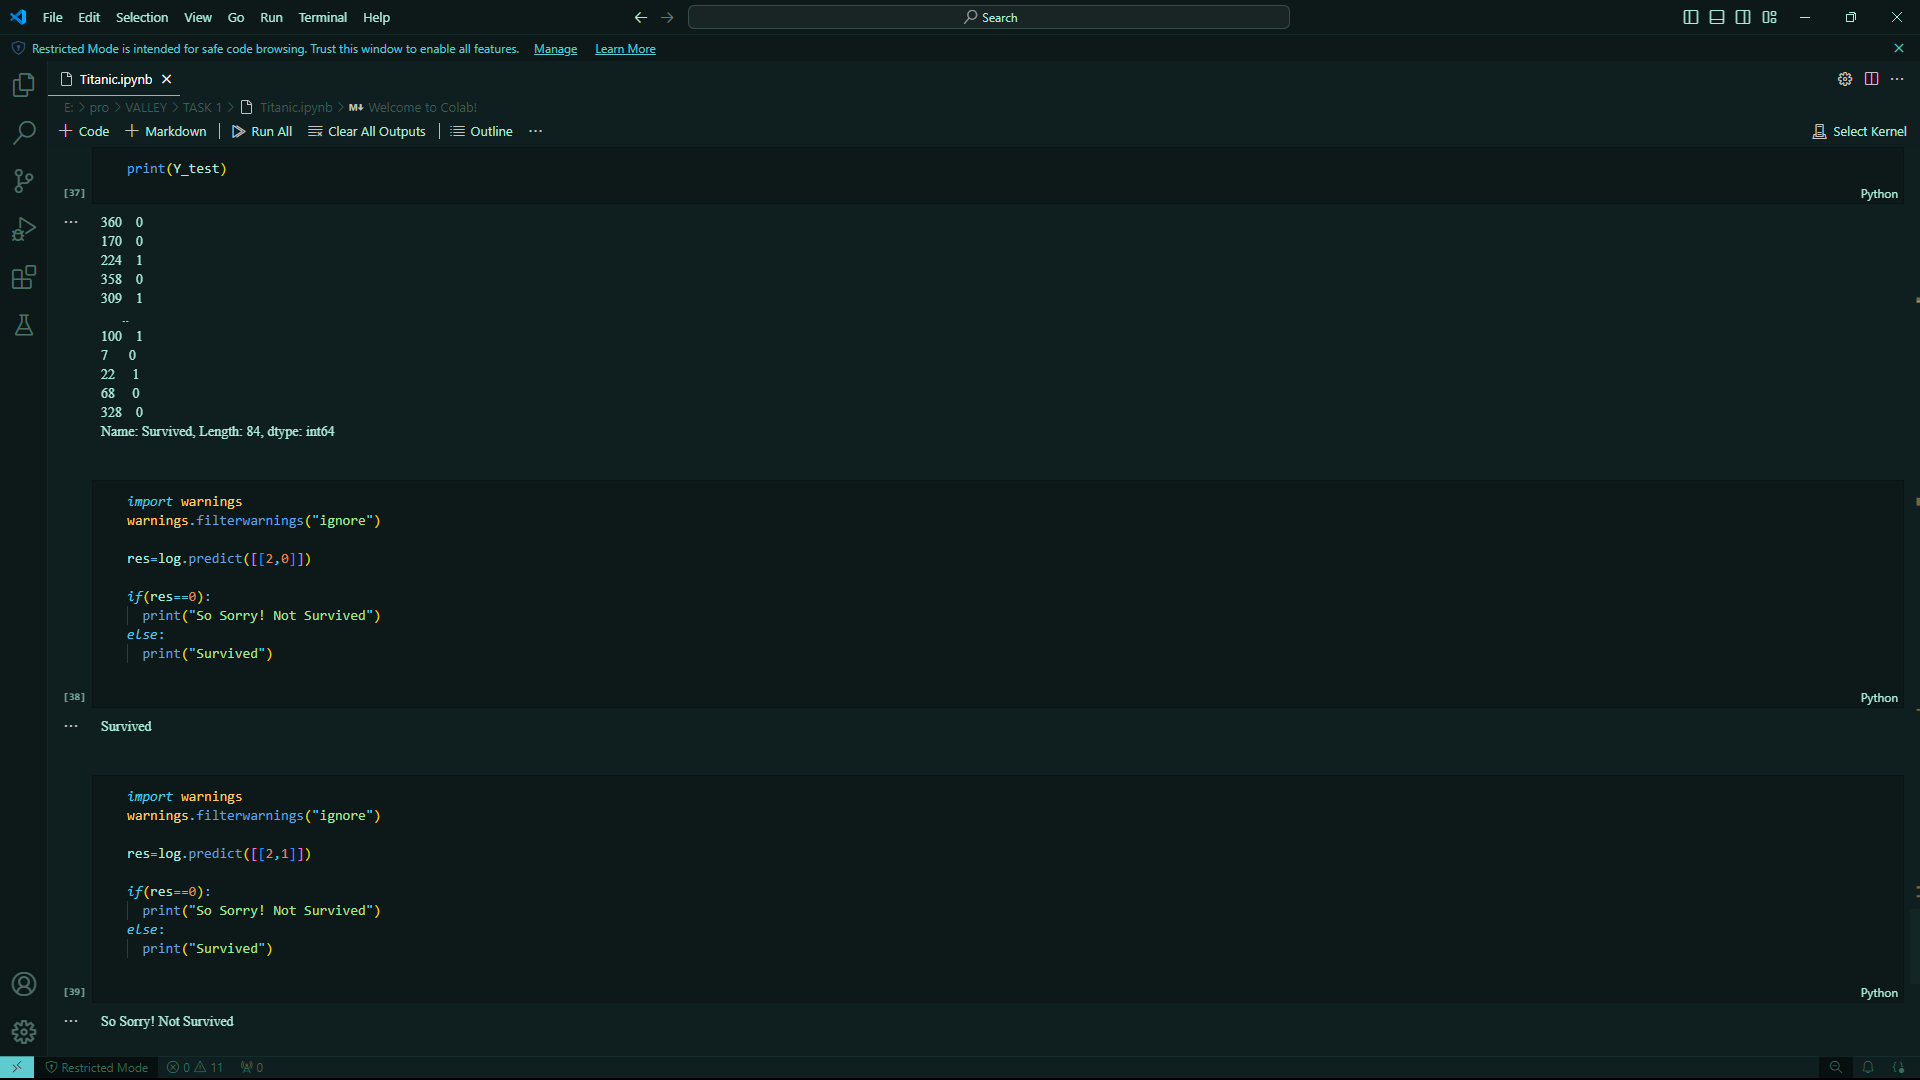 File Edit Selection View Go Run Terminal Help
Search
Restricted Mode is intended for safe code browsing. Trust this window to enable all features. Manage Learn More
Titanic.ipynb
E: > pro > VALLEY > TASK 1 > Titanic.ipynb > M↓ Welcome to Colab!
+ Code + Markdown | Run All Clear All Outputs | Outline ...
Select Kernel
print(Y_test)
[37]
Python
... 360 0
170 0
224 1
358 0
309 1
..
100 1
7 0
22 1
68 0
328 0
Name: Survived, Length: 84, dtype: int64
import warnings
warnings.filterwarnings("ignore")
res=log.predict([[2,0]])
if(res==0):
print("So Sorry! Not Survived")
else:
print("Survived")
[38]
Python
... Survived
import warnings
warnings.filterwarnings("ignore")
res=log.predict([[2,1]])
if(res==0):
print("So Sorry! Not Survived")
else:
print("Survived")
[39]
Python
... So Sorry! Not Survived
Restricted Mode 0 11 0